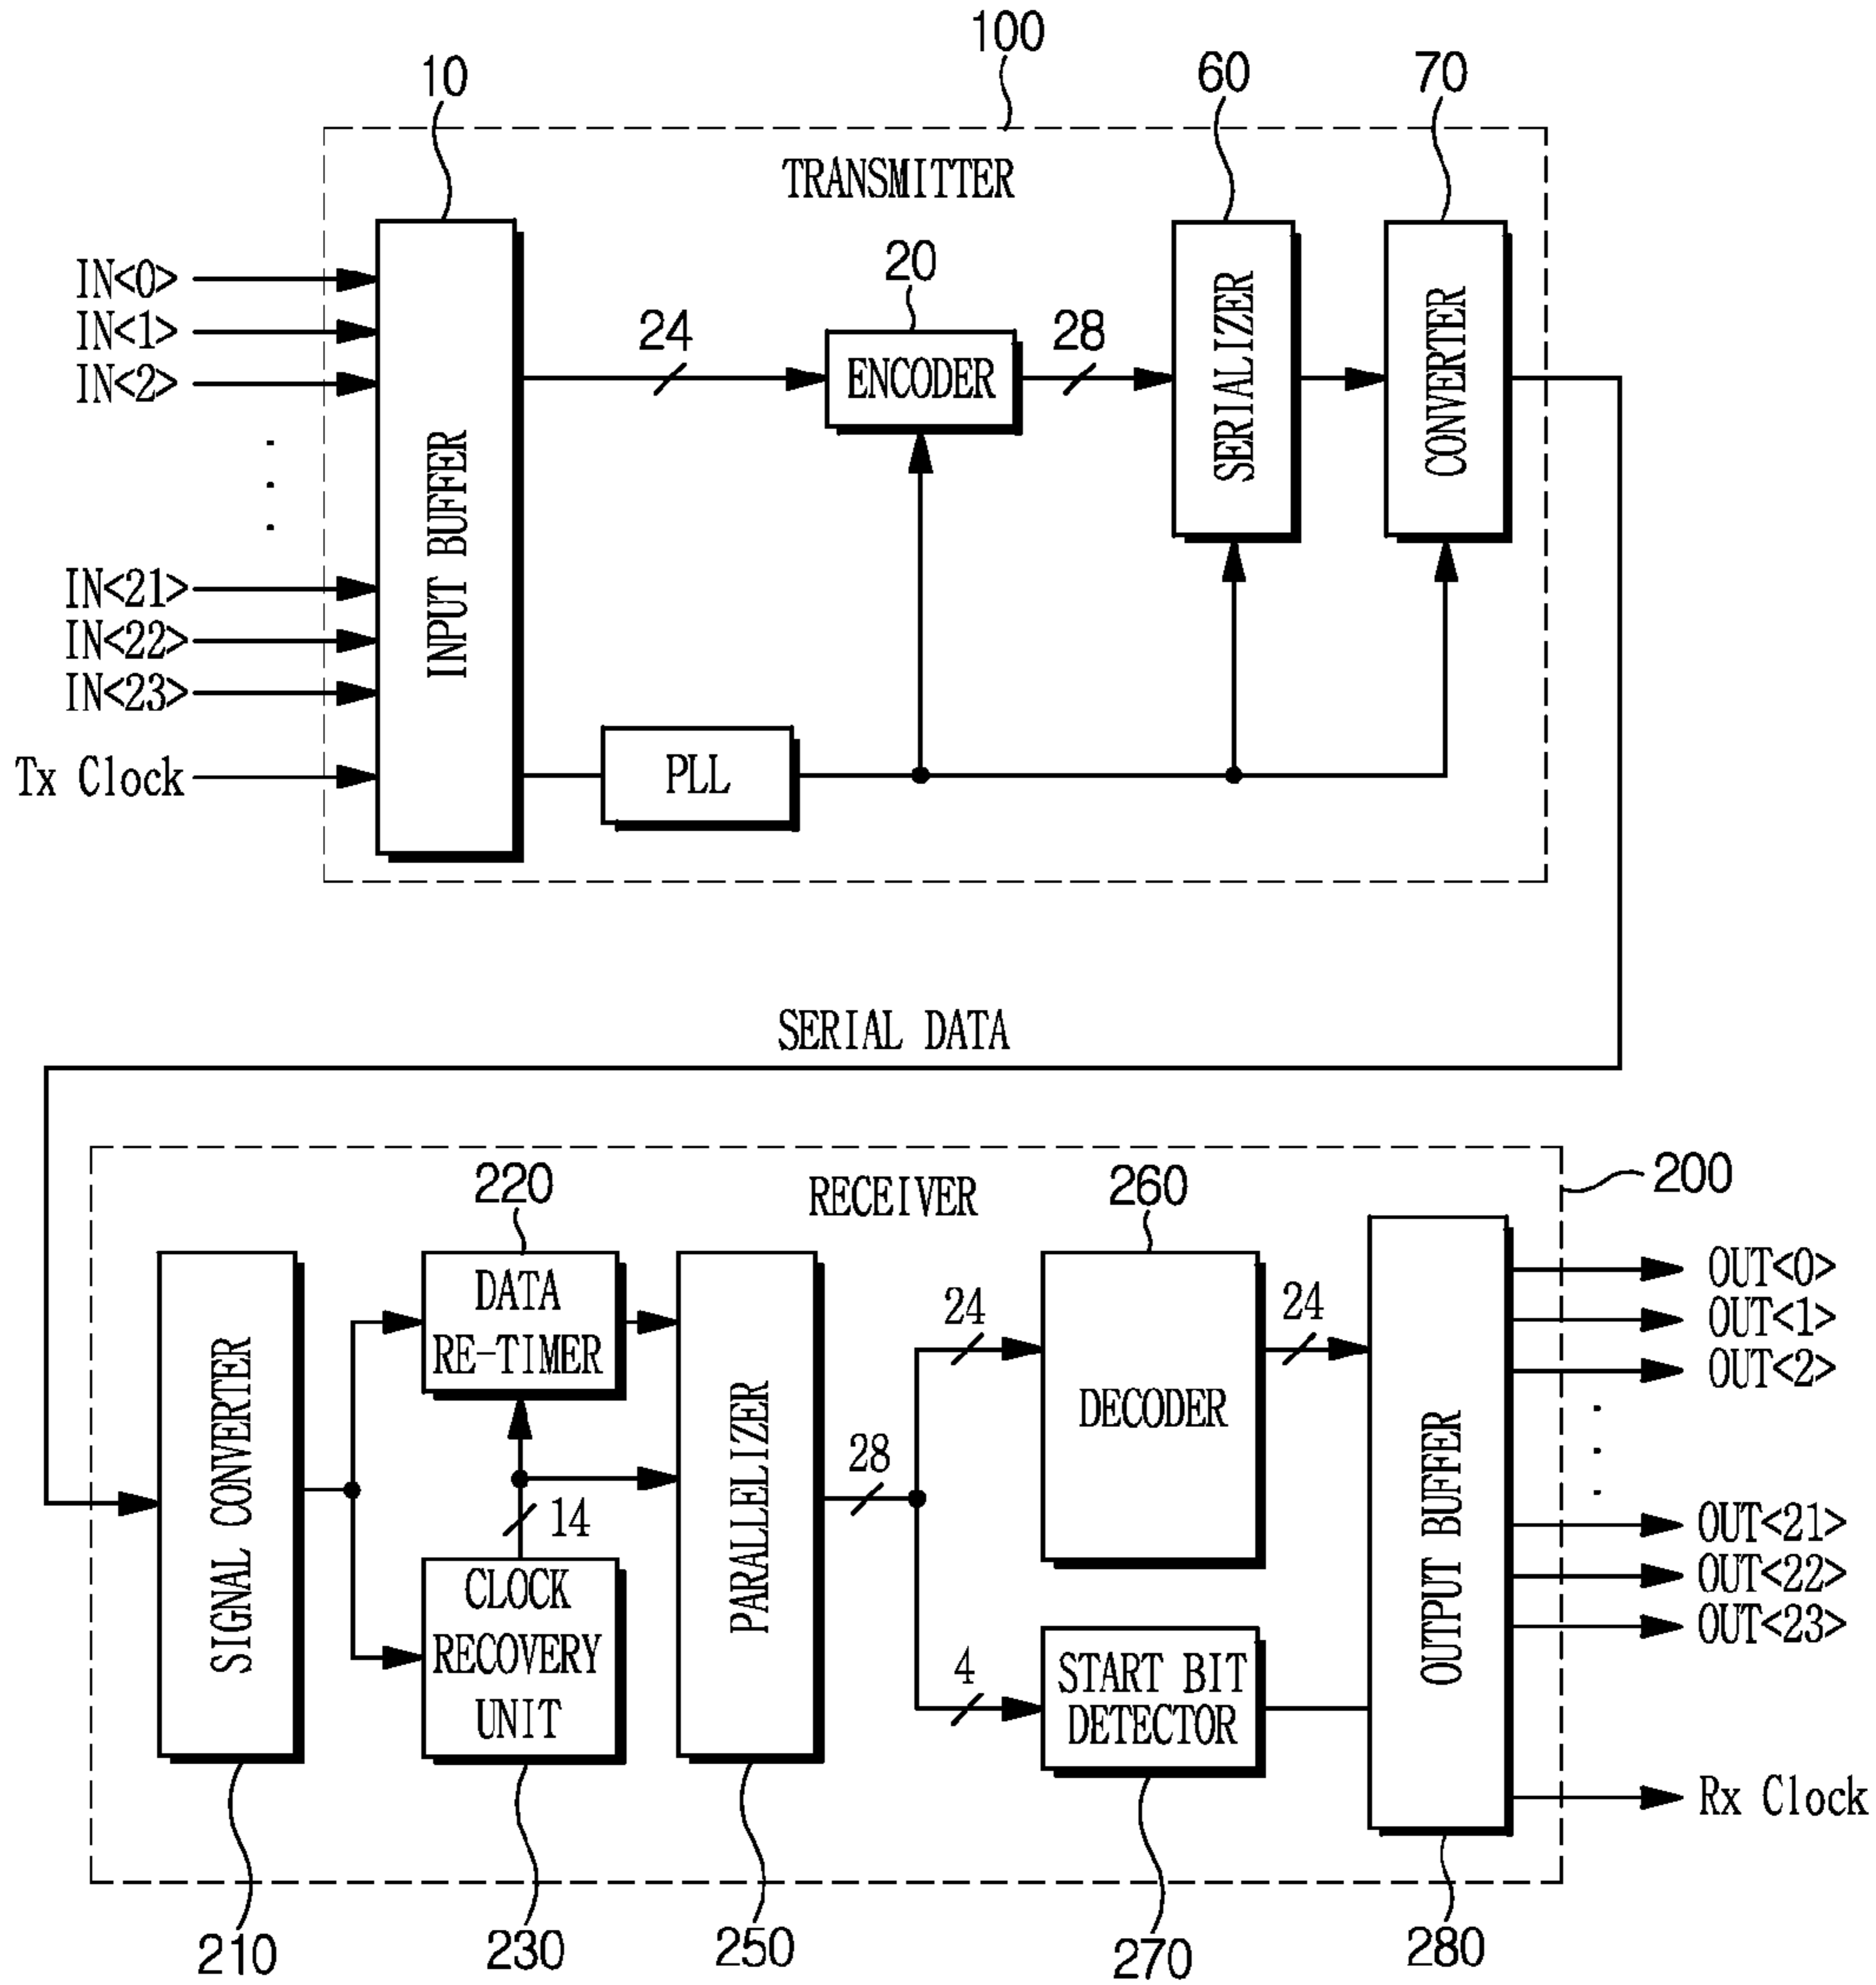 100
10
60
70
TRANSMITTER
20
IN<0>
IN<1>
IN<2>
24
ENCODER
28
SERIALIZER
CONVERTER
INPUT BUFFER
IN<21>
IN<22>
IN<23>
Tx Clock
PLL
SERIAL DATA
220
RECEIVER
260
200
DATA
RE-TIMER
24
24
OUT<0>
OUT<1>
OUT<2>
SIGNAL CONVERTER
PARALLELIZER
DECODER
OUTPUT BUFFER
28
14
CLOCK
RECOVERY
UNIT
OUT<21>
OUT<22>
OUT<23>
4
START BIT
DETECTOR
Rx Clock
210
230
250
270
280